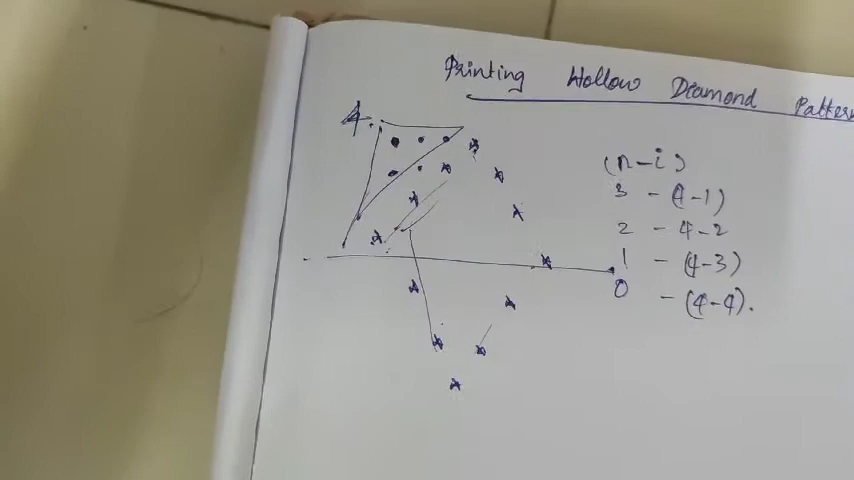 Printing Hollow Diamond Pattern
4.
(n-i)
3 - (4-1)
2 - 4-2
1 - (4-3)
0 - (4-4).